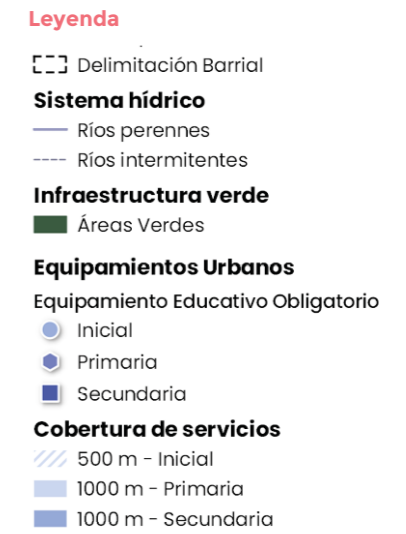 Leyenda
Delimitación Barrial
Sistema hídrico
Ríos perennes
Ríos intermitentes
Infraestructura verde
Áreas Verdes
Equipamientos Urbanos
Equipamiento Educativo Obligatorio
Inicial
Primaria
Secundaria
Cobertura de servicios
500 m - Inicial
1000 m - Primaria
1000 m - Secundaria